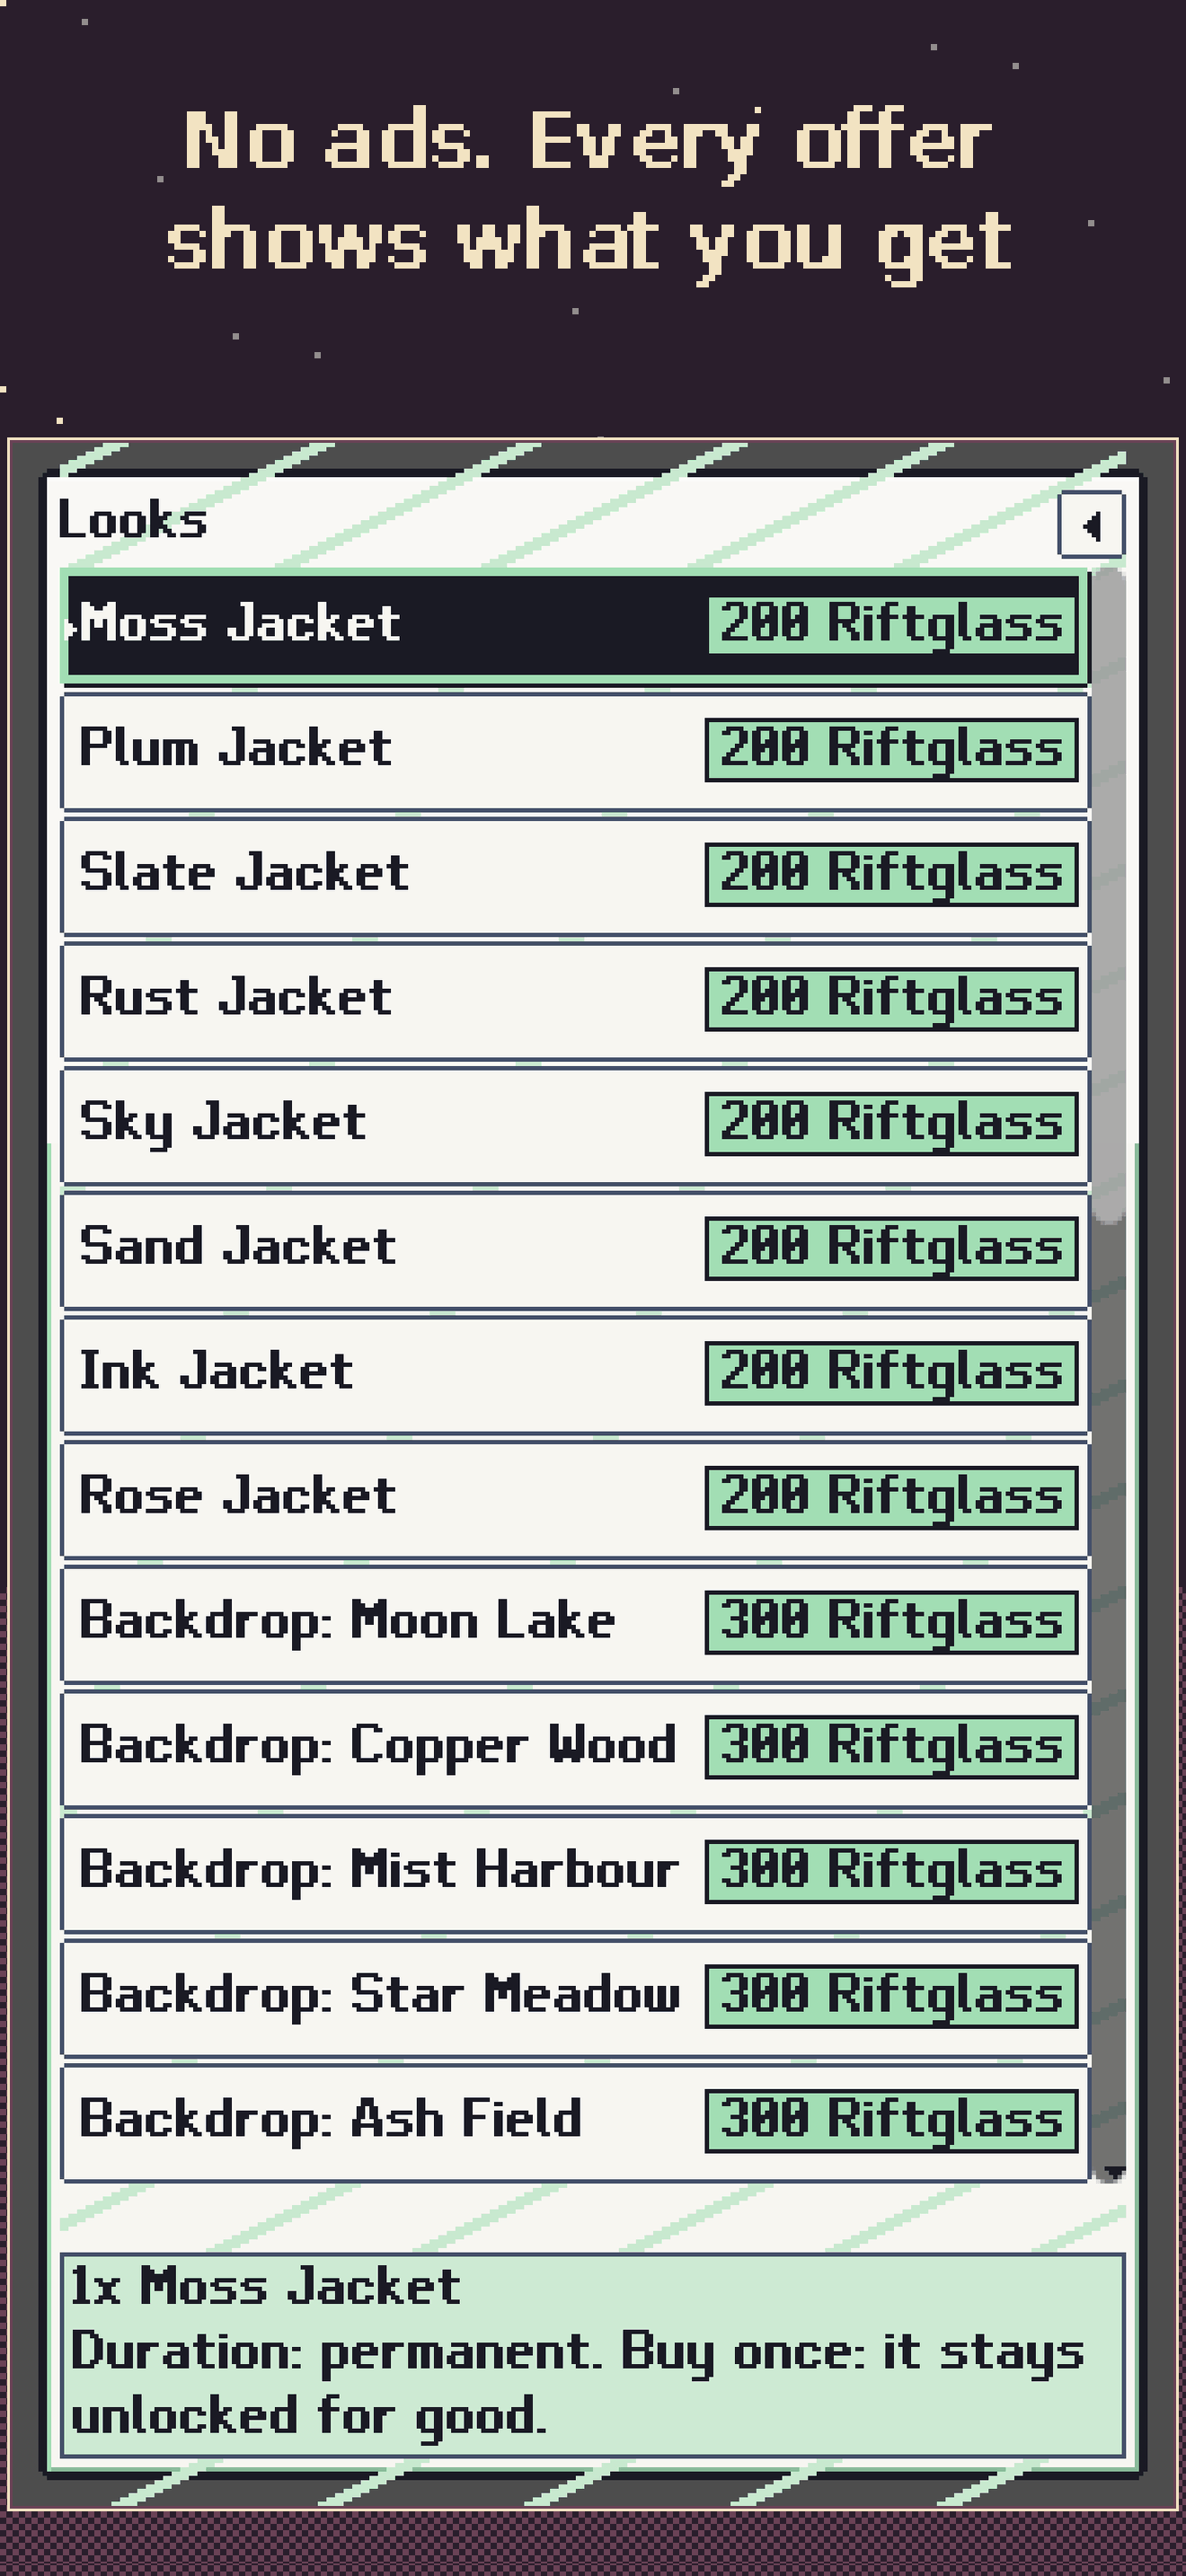 No ads. Every offer
shows what you get
Looks
Moss Jacket 200 Riftglass
Plum Jacket 200 Riftglass
Slate Jacket 200 Riftglass
Rust Jacket 200 Riftglass
Sky Jacket 200 Riftglass
Sand Jacket 200 Riftglass
Ink Jacket 200 Riftglass
Rose Jacket 200 Riftglass
Backdrop: Moon Lake 300 Riftglass
Backdrop: Copper Wood 300 Riftglass
Backdrop: Mist Harbour 300 Riftglass
Backdrop: Star Meadow 300 Riftglass
Backdrop: Ash Field 300 Riftglass
1x Moss Jacket
Duration: permanent. Buy once: it stays
unlocked for good.